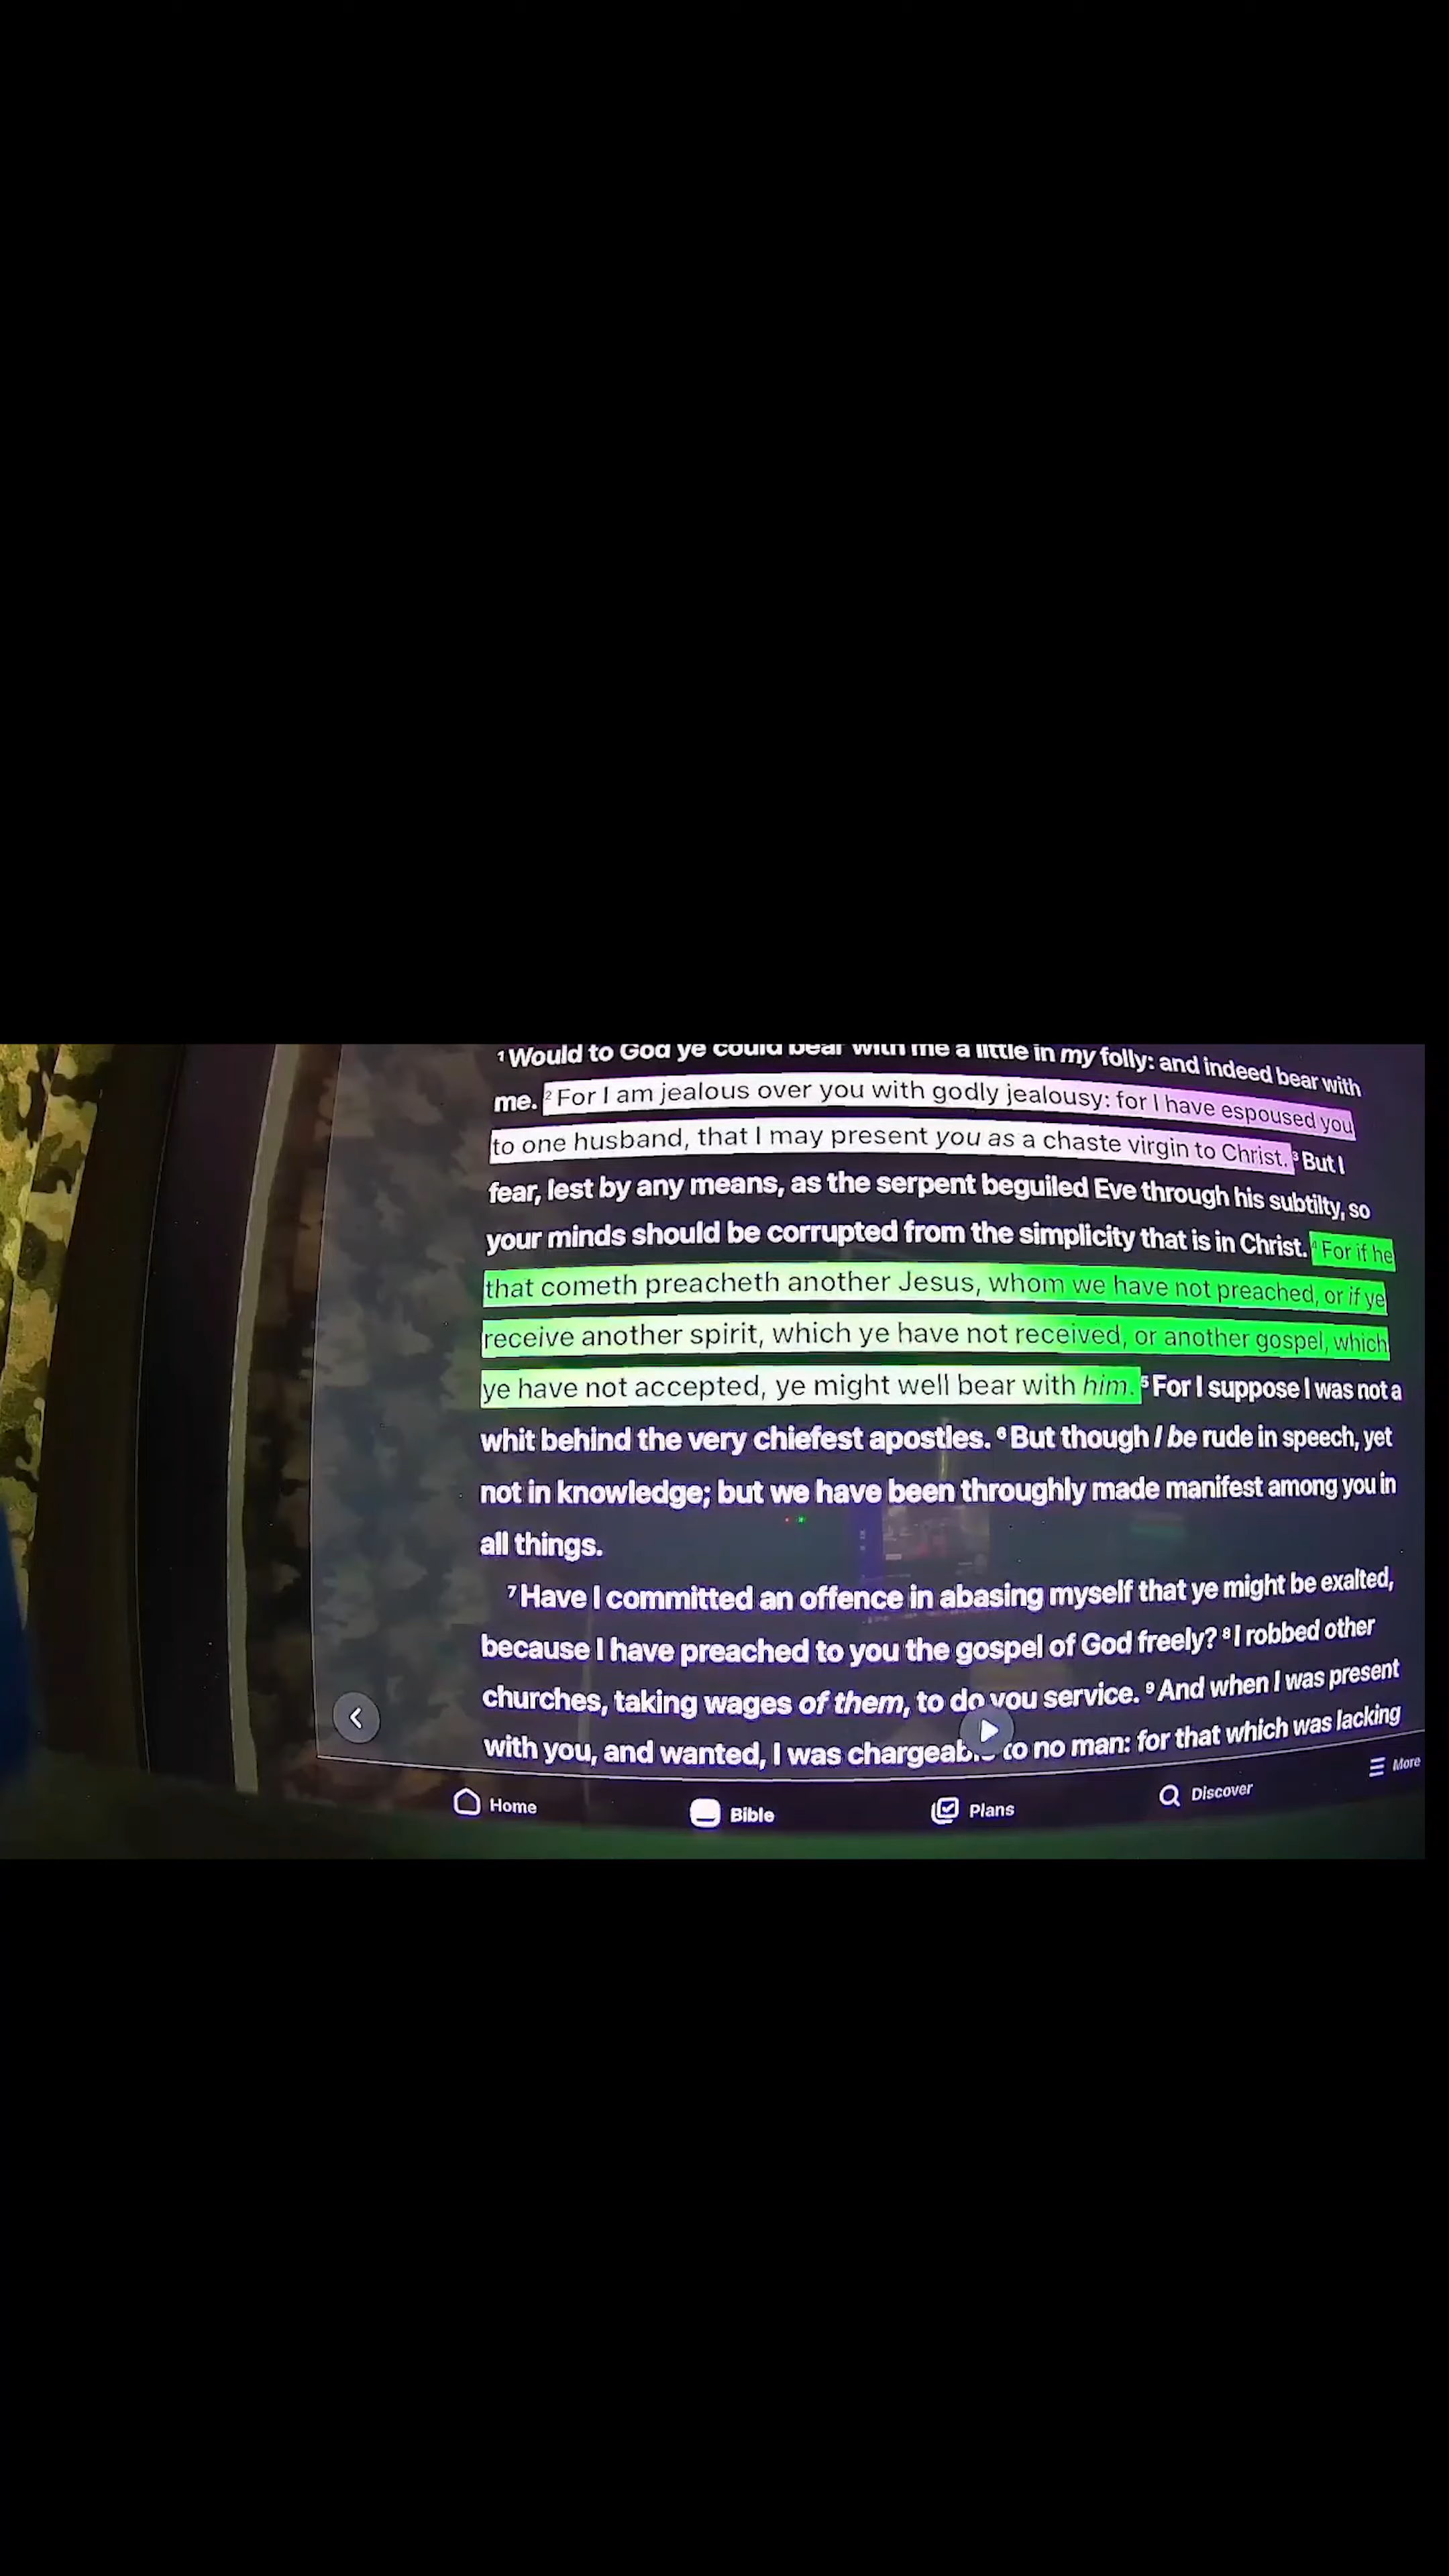 1 Would to God ye could bear with me a little in my folly: and indeed bear with
me. 2 For I am jealous over you with godly jealousy: for I have espoused you
to one husband, that I may present you as a chaste virgin to Christ. 3 But I
fear, lest by any means, as the serpent beguiled Eve through his subtilty, so
your minds should be corrupted from the simplicity that is in Christ. 4 For if he
that cometh preacheth another Jesus, whom we have not preached, or if ye
receive another spirit, which ye have not received, or another gospel, which
ye have not accepted, ye might well bear with him. 5 For I suppose I was not a
whit behind the very chiefest apostles. 6 But though I be rude in speech, yet
not in knowledge; but we have been throughly made manifest among you in
all things.
7 Have I committed an offence in abasing myself that ye might be exalted,
because I have preached to you the gospel of God freely? 8 I robbed other
churches, taking wages of them, to do you service. 9 And when I was present
with you, and wanted, I was chargeable to no man: for that which was lacking
Home Bible Plans Discover More